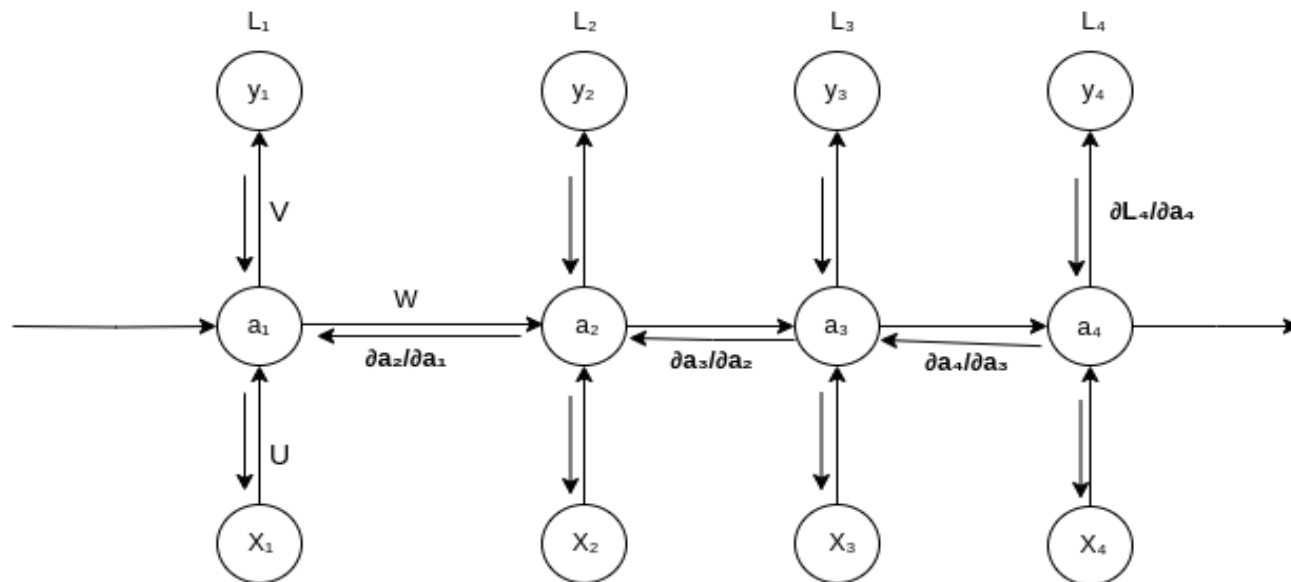 L₁ L₂ L₃ L₄
y₁ y₂ y₃ y₄
V ∂L₄/∂a₄
W
a₁ a₂ a₃ a₄
∂a₂/∂a₁ ∂a₃/∂a₂ ∂a₄/∂a₃
U
X₁ X₂ X₃ X₄